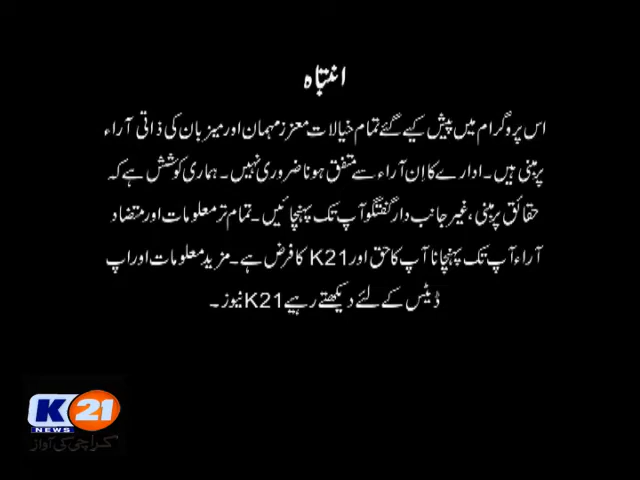 انتباہ
اس پروگرام میں پیش کیے گئے تمام خیالات معزز مہمان اور میزبان کی ذاتی آراء
پر مبنی ہیں۔ ادارے کا اِن آراء سے متفق ہونا ضروری نہیں۔ ہماری کوشش ہے کہ
حقائق پر مبنی، غیر جانب دار گفتگو آپ تک پہنچائیں۔ تمام تر معلومات اور متضاد
آراء آپ تک پہنچانا آپ کا حق اور K21 کا فرض ہے۔ مزید معلومات اور اپ
ڈیٹس کے لئے دیکھتے رہیے K21 نیوز۔
K21
NEWS
کراچی کی آواز